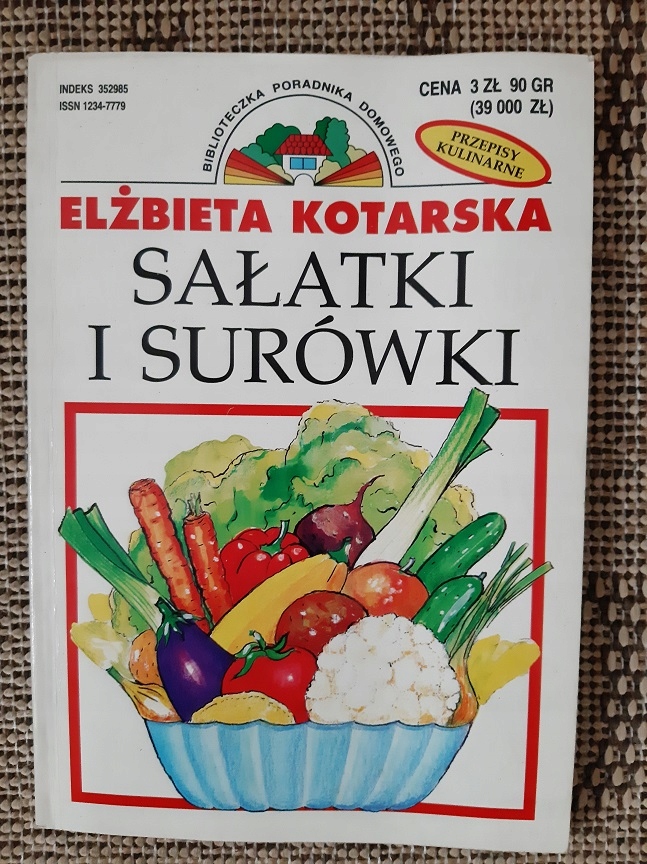 INDEKS 352985
ISSN 1234-7779
BIBLIOTECZKA PORADNIKA DOMOWEGO
CENA 3 ZŁ 90 GR
(39 000 ZŁ)
PRZEPISY
KULINARNE
ELŻBIETA KOTARSKA
SAŁATKI
I SURÓWKI